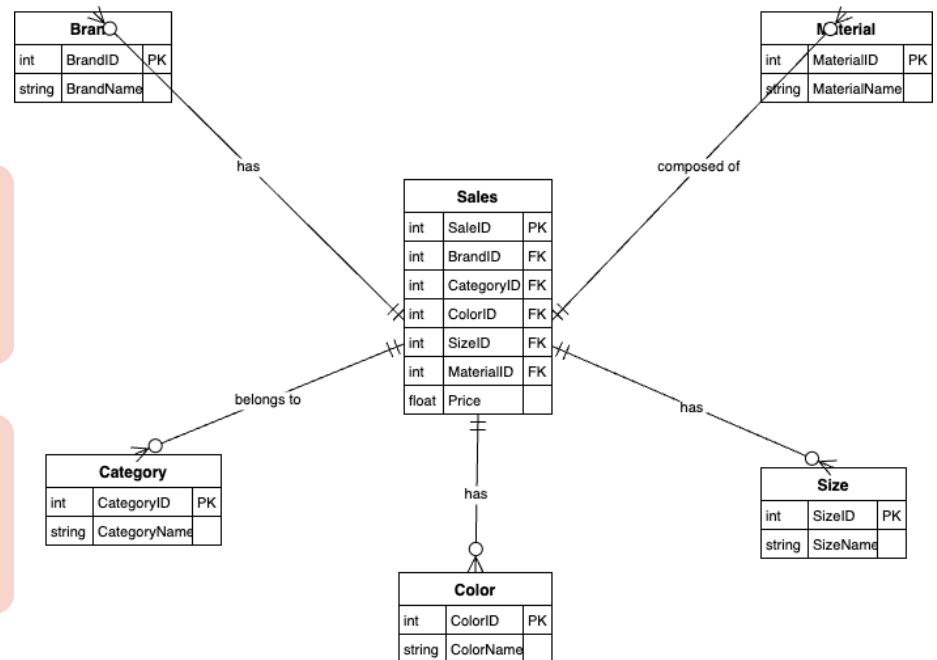 Brand
int BrandID PK
string BrandName
Material
int MaterialID PK
string MaterialName
has
composed of
Sales
int SaleID PK
int BrandID FK
int CategoryID FK
int ColorID FK
int SizeID FK
int MaterialID FK
float Price
belongs to
has
Category
int CategoryID PK
string CategoryName
has
Size
int SizeID PK
string SizeName
Color
int ColorID PK
string ColorName